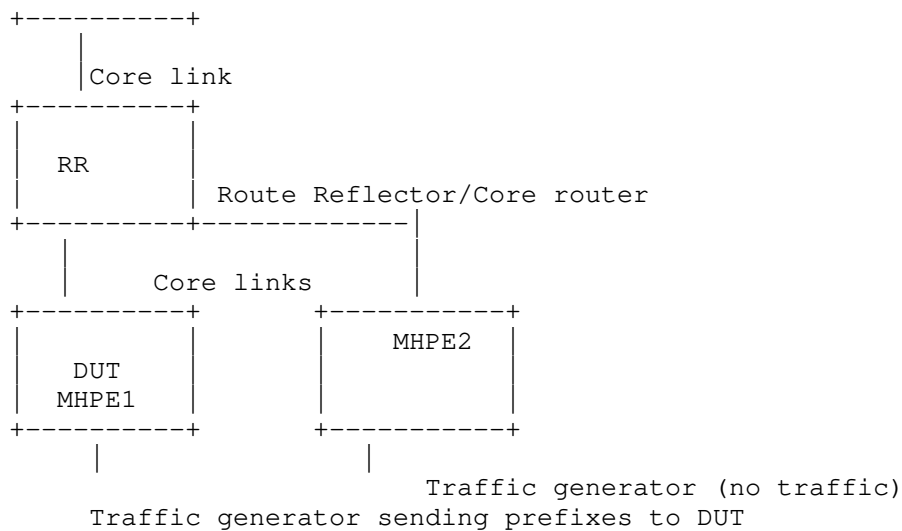 Core link
RR
Route Reflector/Core router
Core links
MHPE2
DUT
MHPE1
Traffic generator (no traffic)
Traffic generator sending prefixes to DUT